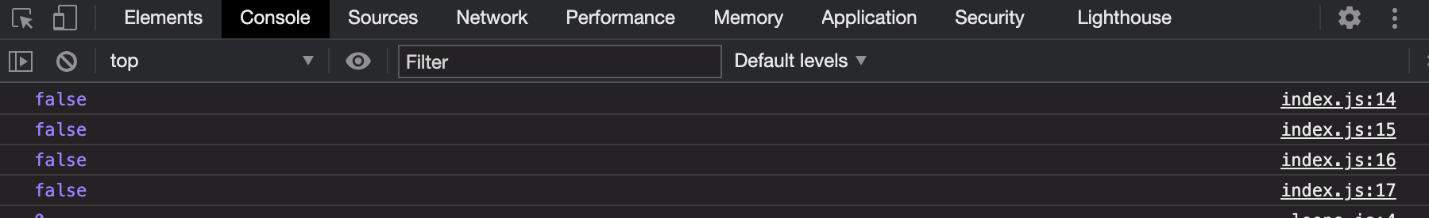 Elements Console Sources Network Performance Memory Application Security Lighthouse
top Filter Default levels
false index.js:14
false index.js:15
false index.js:16
false index.js:17